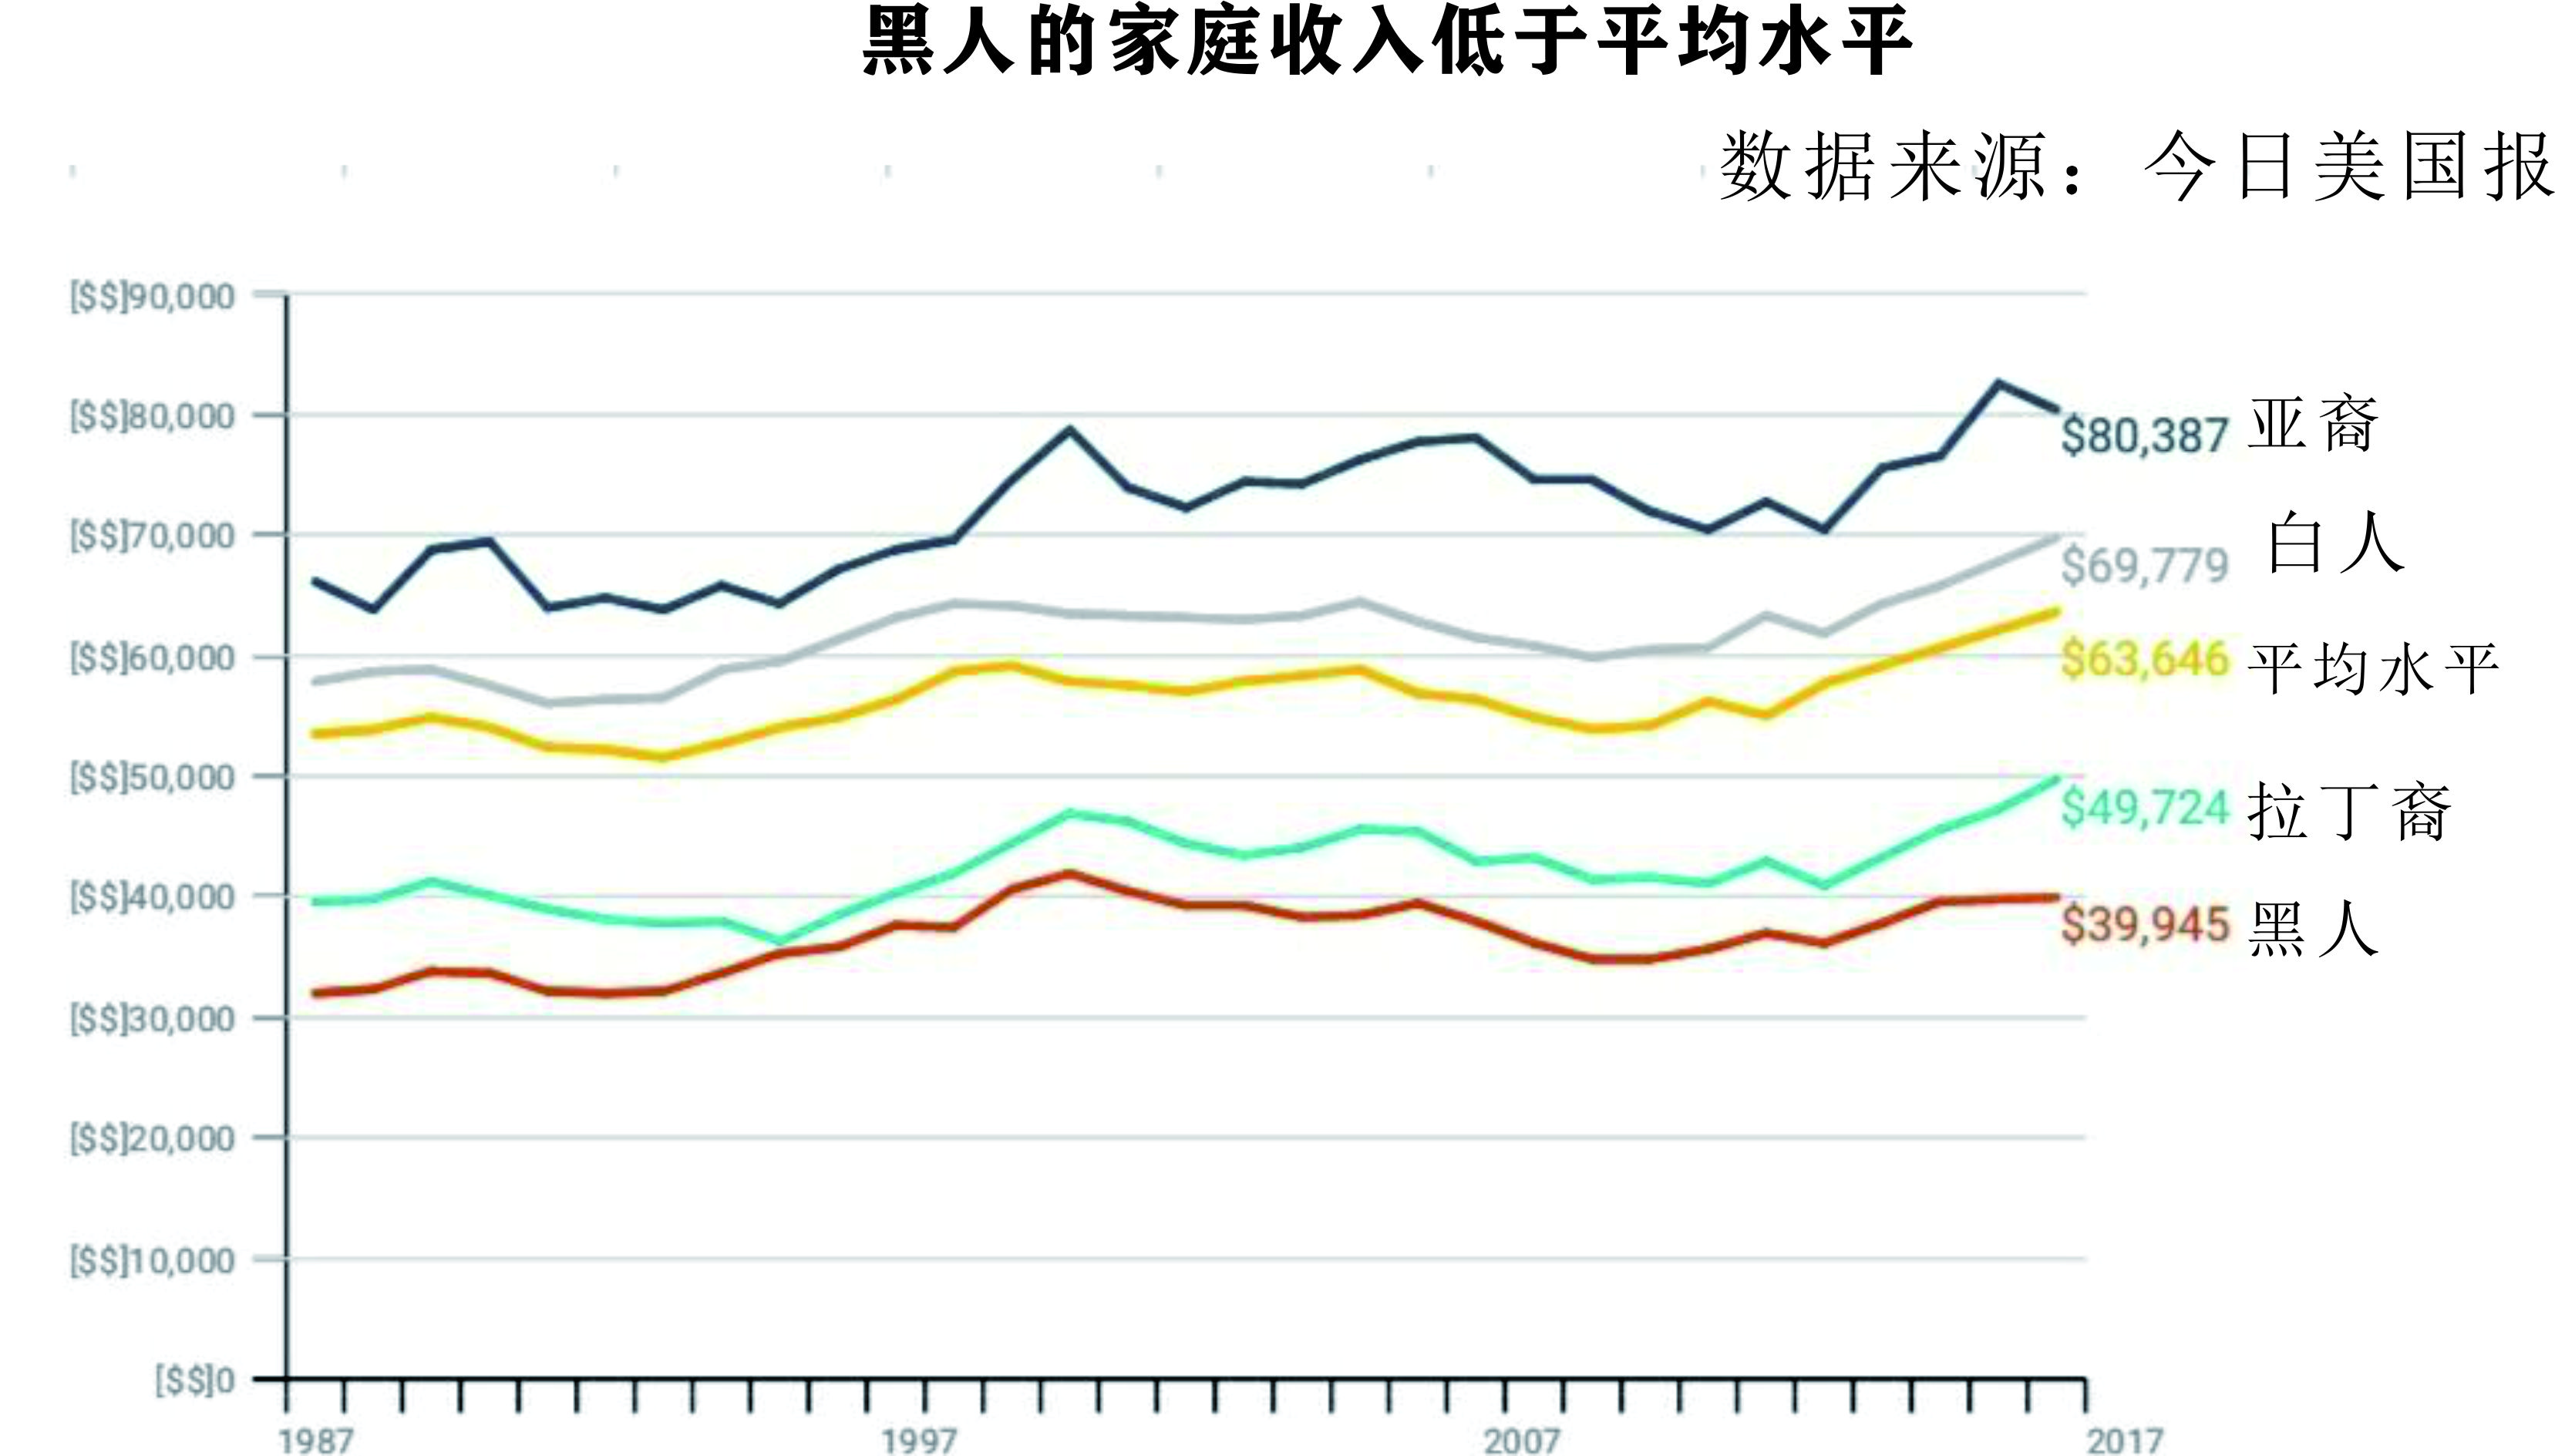 黑人的家庭收入低于平均水平
数据来源：今日美国报
[$$]90,000
[$$]80,000
$80,387 亚裔
[$$]70,000
$69,779 白人
[$$]60,000
$63,646 平均水平
[$$]50,000
$49,724 拉丁裔
[$$]40,000
$39,945 黑人
[$$]30,000
[$$]20,000
[$$]10,000
[$$]0
1987 1997 2007 2017